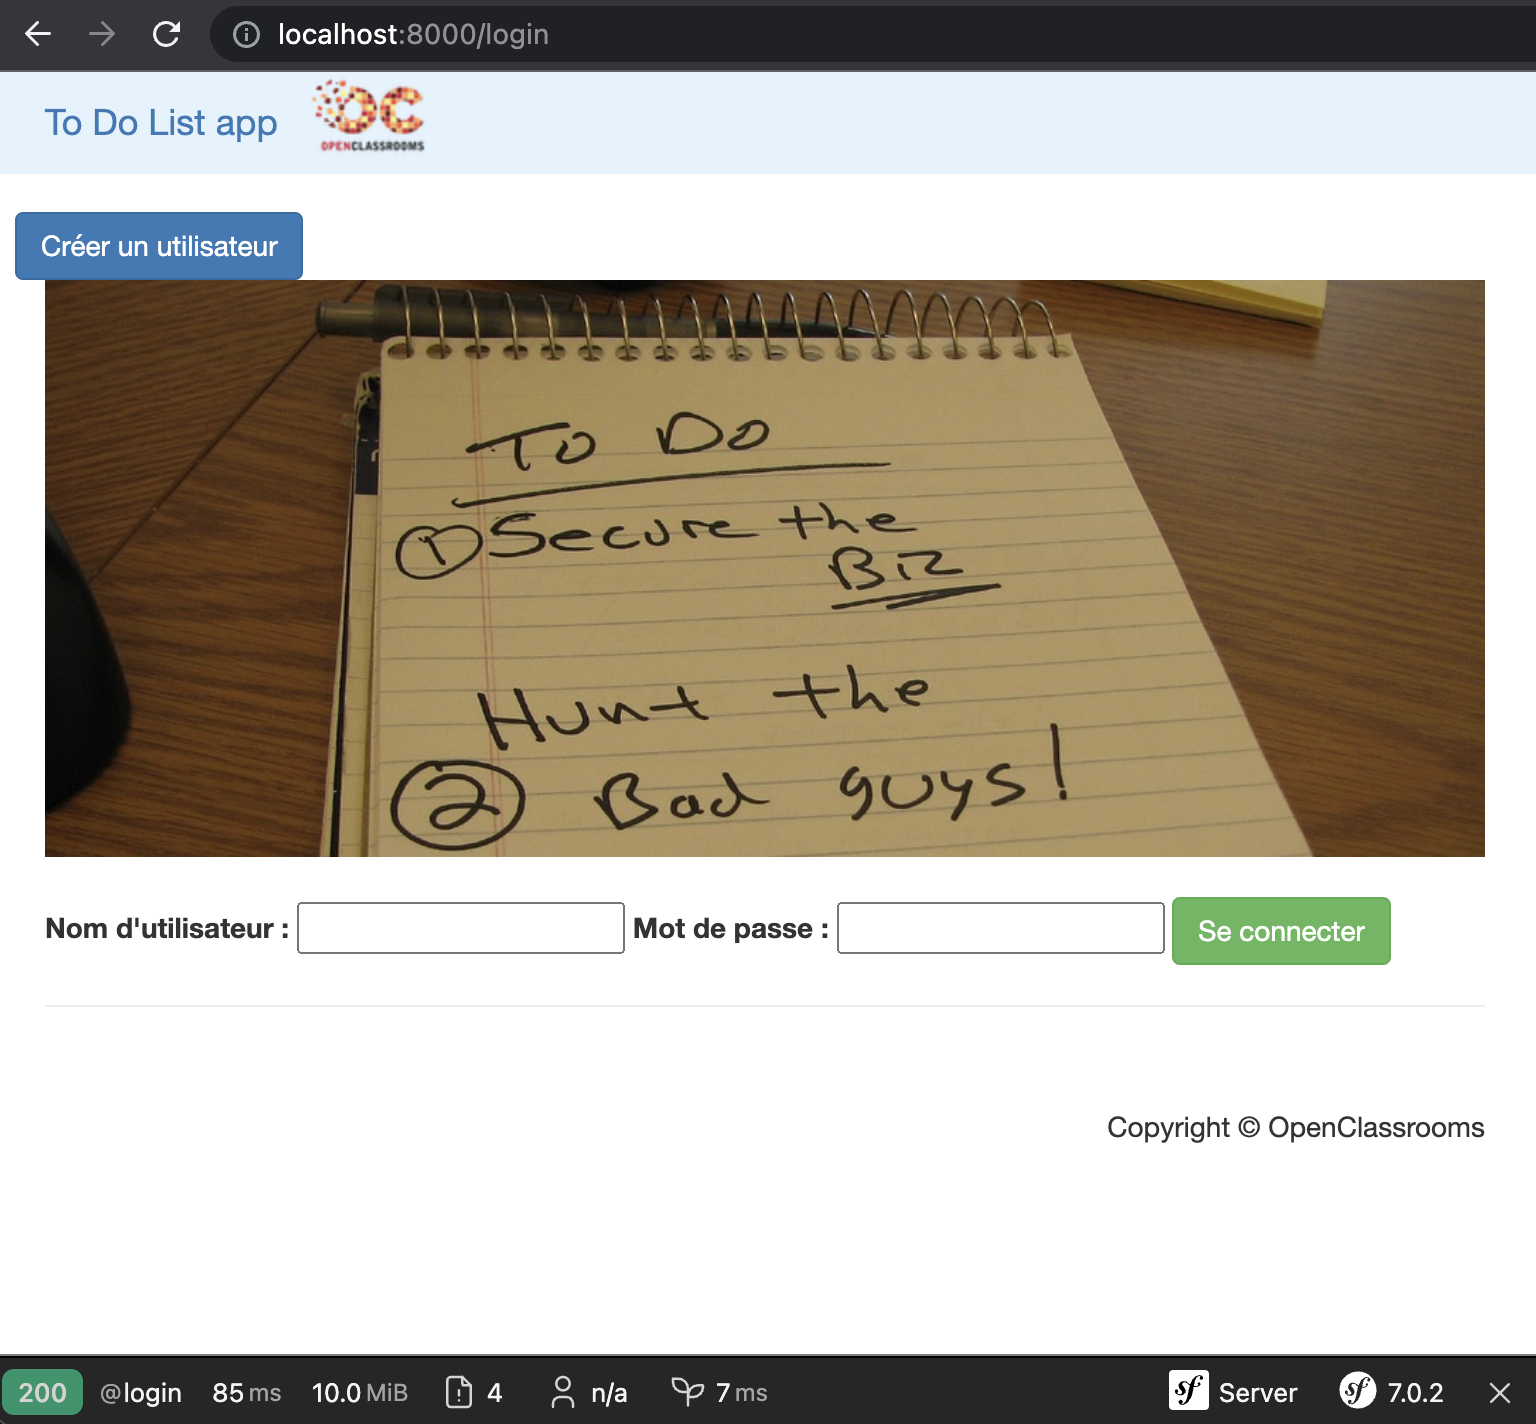 localhost:8000/login
To Do List app
OC
OPENCLASSROOMS
Créer un utilisateur
To Do
① Secure the
Biz
Hunt the
② Bad guys!
Nom d'utilisateur : Mot de passe : Se connecter
Copyright © OpenClassrooms
200 @login 85 ms 10.0 MiB 4 n/a 7 ms sf Server sf 7.0.2